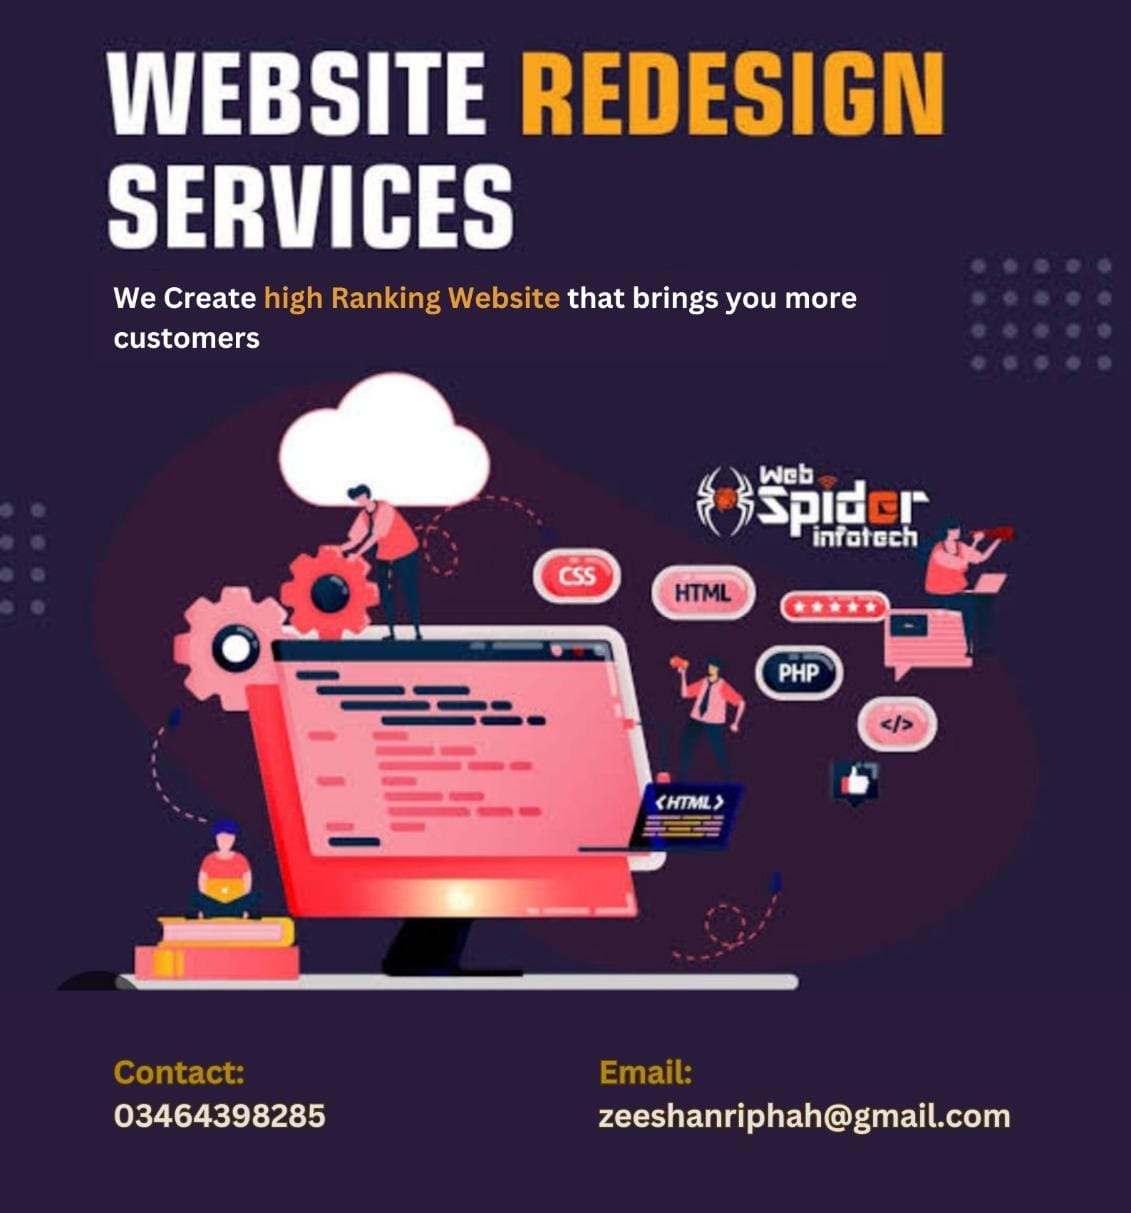 WEBSITE REDESIGN
SERVICES
We Create high Ranking Website that brings you more
customers
Web
Spider
infotech
CSS
HTML
PHP
</>
<HTML>
Contact:
03464398285
Email:
zeeshanriphah@gmail.com